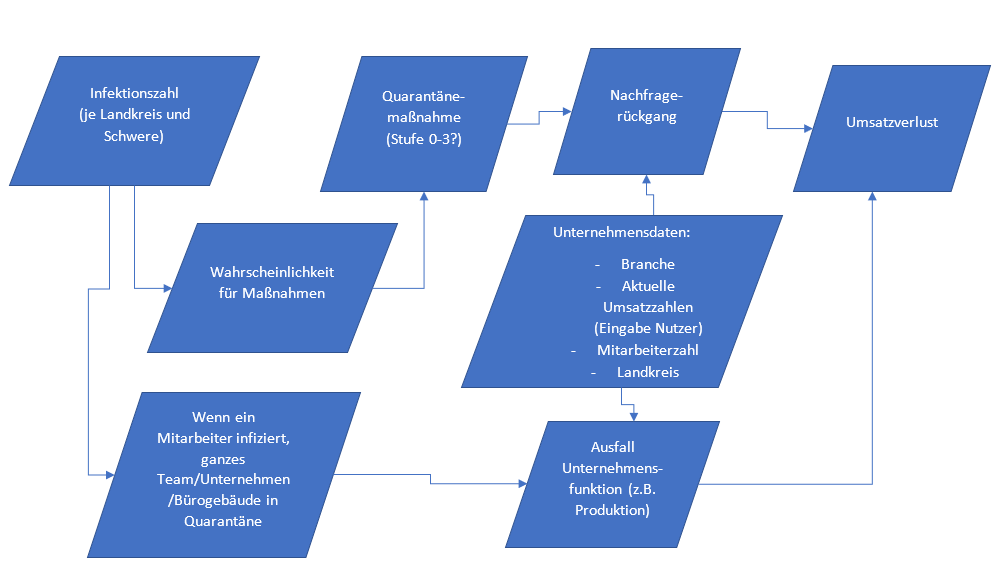 Infektionszahl
(je Landkreis und
Schwere)
Quarantäne-
maßnahme
(Stufe 0-3?)
Nachfrage-
rückgang
Umsatzverlust
Wahrscheinlichkeit
für Maßnahmen
Unternehmensdaten:
- Branche
- Aktuelle
Umsatzzahlen
(Eingabe Nutzer)
- Mitarbeiterzahl
- Landkreis
Wenn ein
Mitarbeiter infiziert,
ganzes
Team/Unternehmen
/Bürogebäude in
Quarantäne
Ausfall
Unternehmens-
funktion (z.B.
Produktion)